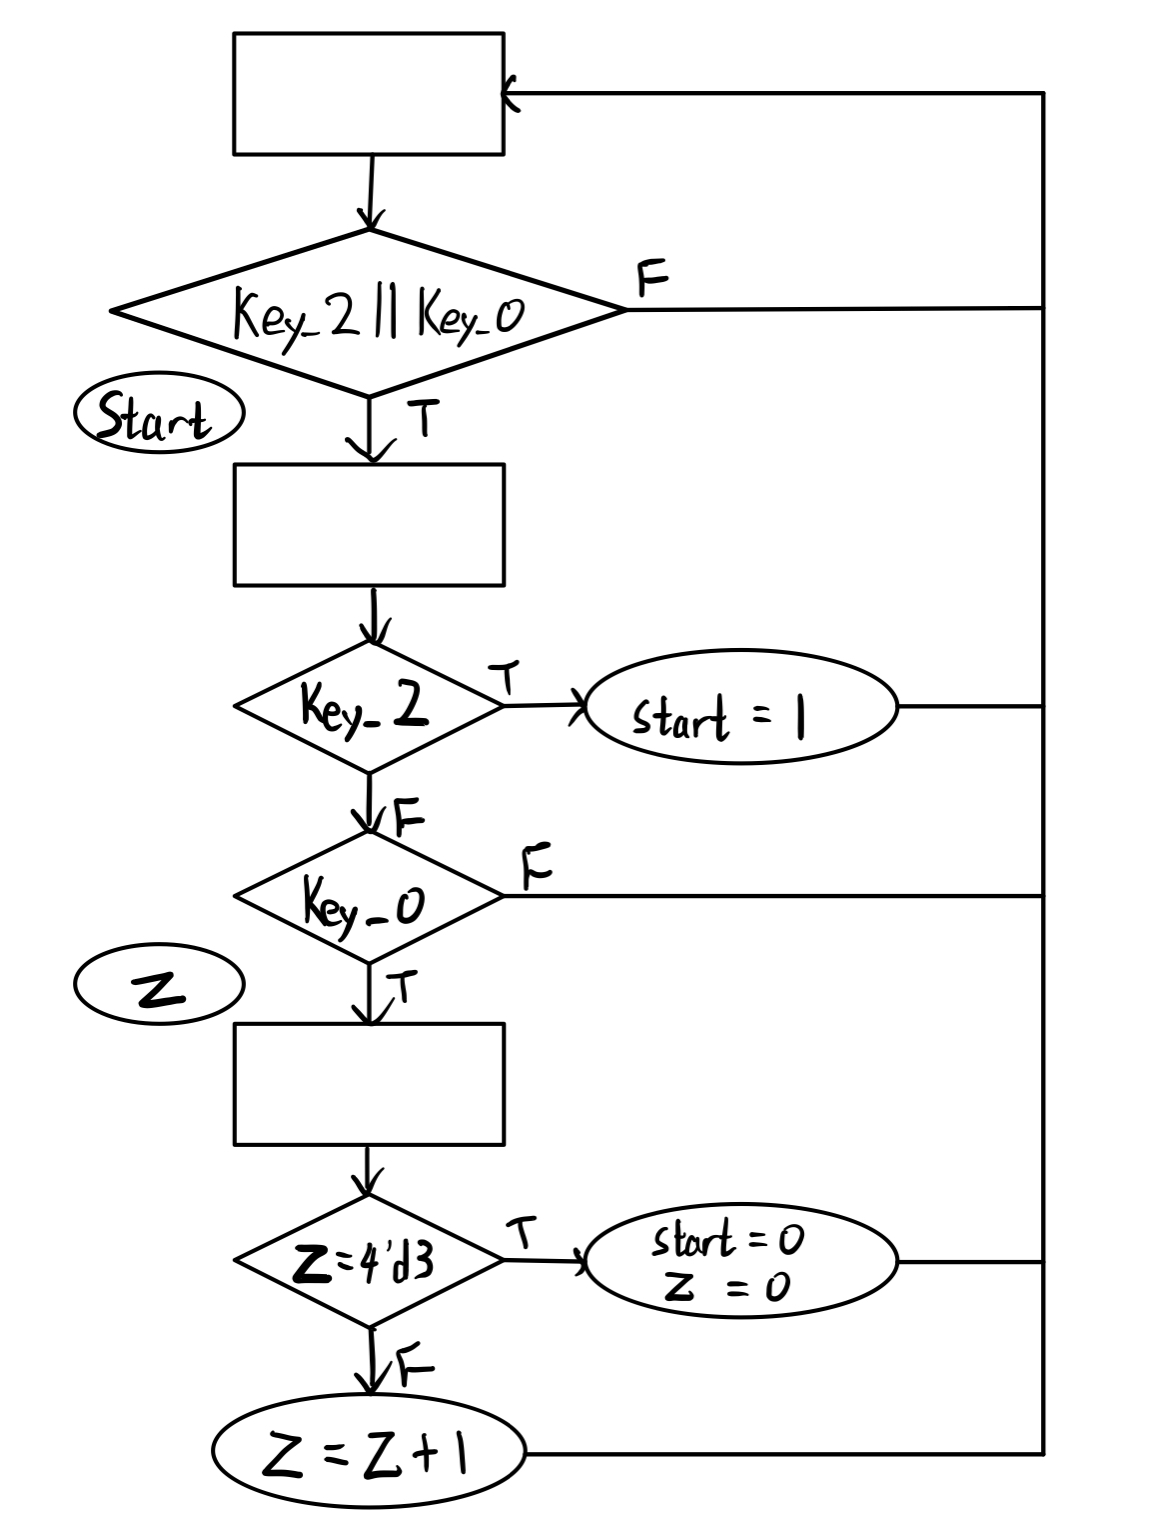 Key_2 || Key_0
F
Start
T
Key_2
T
start = 1
F
Key_0
F
Z
T
Z=4'd3
T
start = 0
Z = 0
F
Z = Z + 1